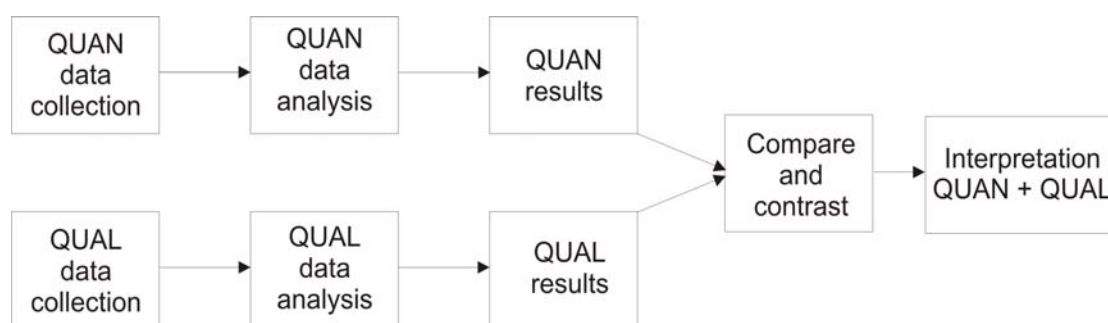 QUAN
data
collection
QUAN
data
analysis
QUAN
results
QUAL
data
collection
QUAL
data
analysis
QUAL
results
Compare
and
contrast
Interpretation
QUAN + QUAL